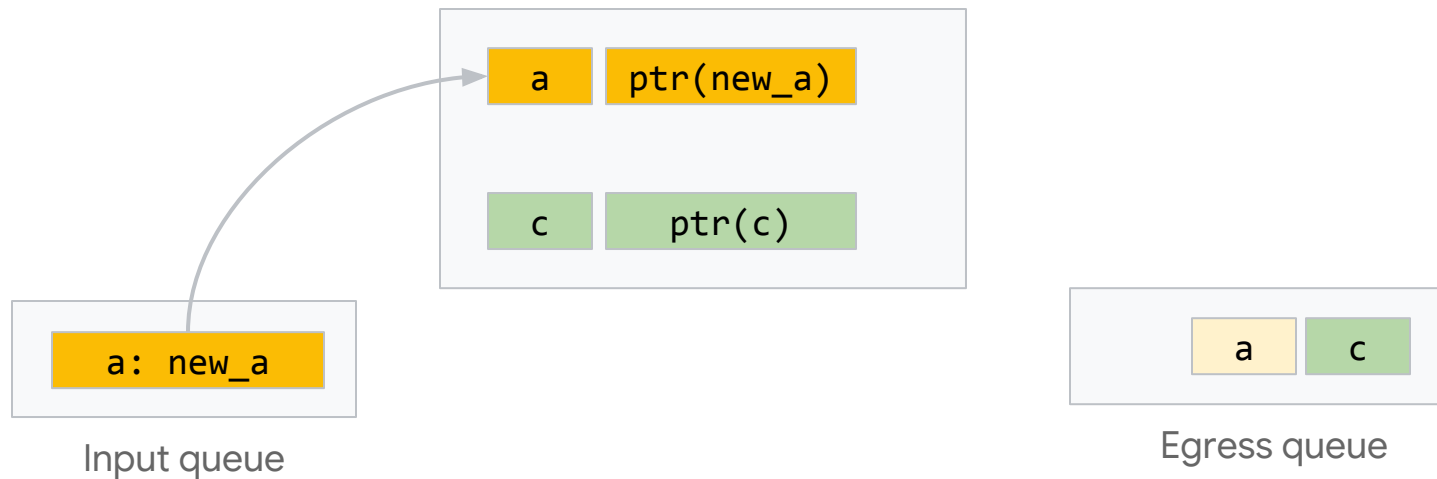 a ptr(new_a)
c ptr(c)
a: new_a
Input queue
a c
Egress queue